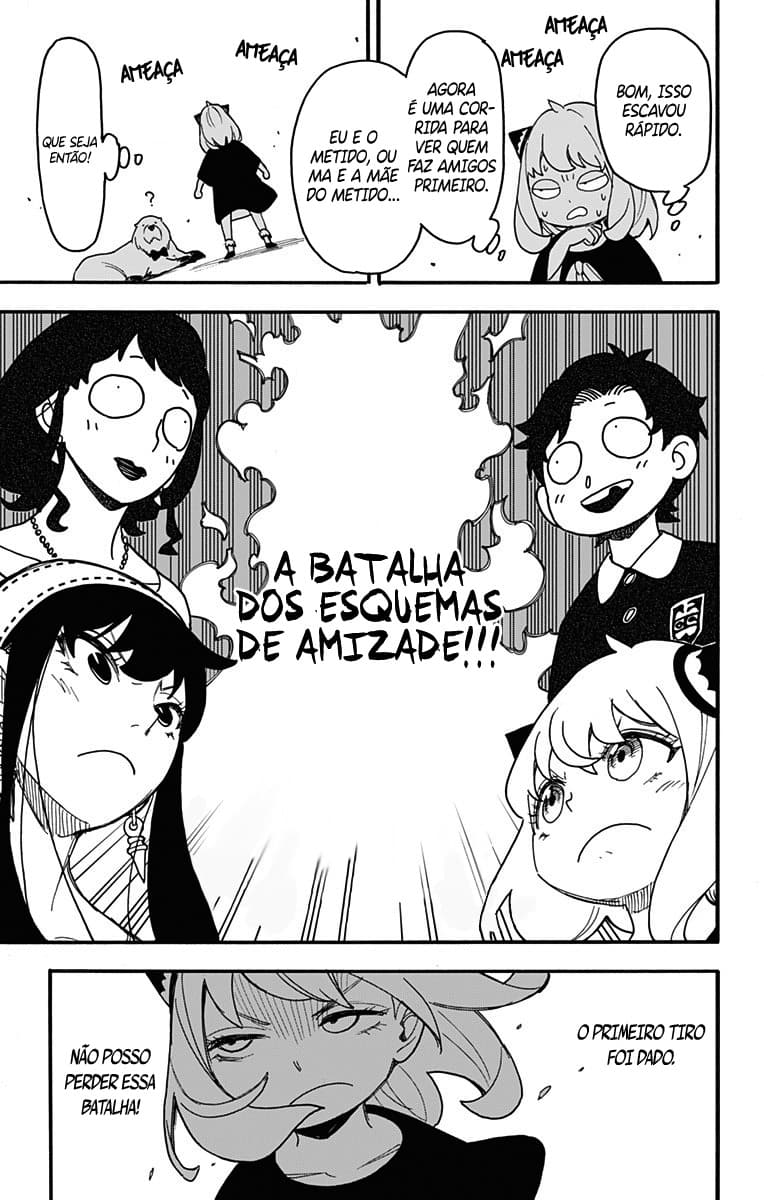 AMEAÇA
AMEAÇA
BOM, ISSO
ESCAVOU
RÁPIDO.
AGORA
É UMA COR-
RIDA PARA
VER QUEM
FAZ AMIGOS
PRIMEIRO.
EU E O
METIDO, OU
MA E A MÃE
DO METIDO...
AMEAÇA
AMEAÇA
QUE SEJA
ENTÃO!
?
A BATALHA
DOS ESQUEMAS
DE AMIZADE!!!
O PRIMEIRO TIRO
FOI DADO.
NÃO POSSO
PERDER ESSA
BATALHA!